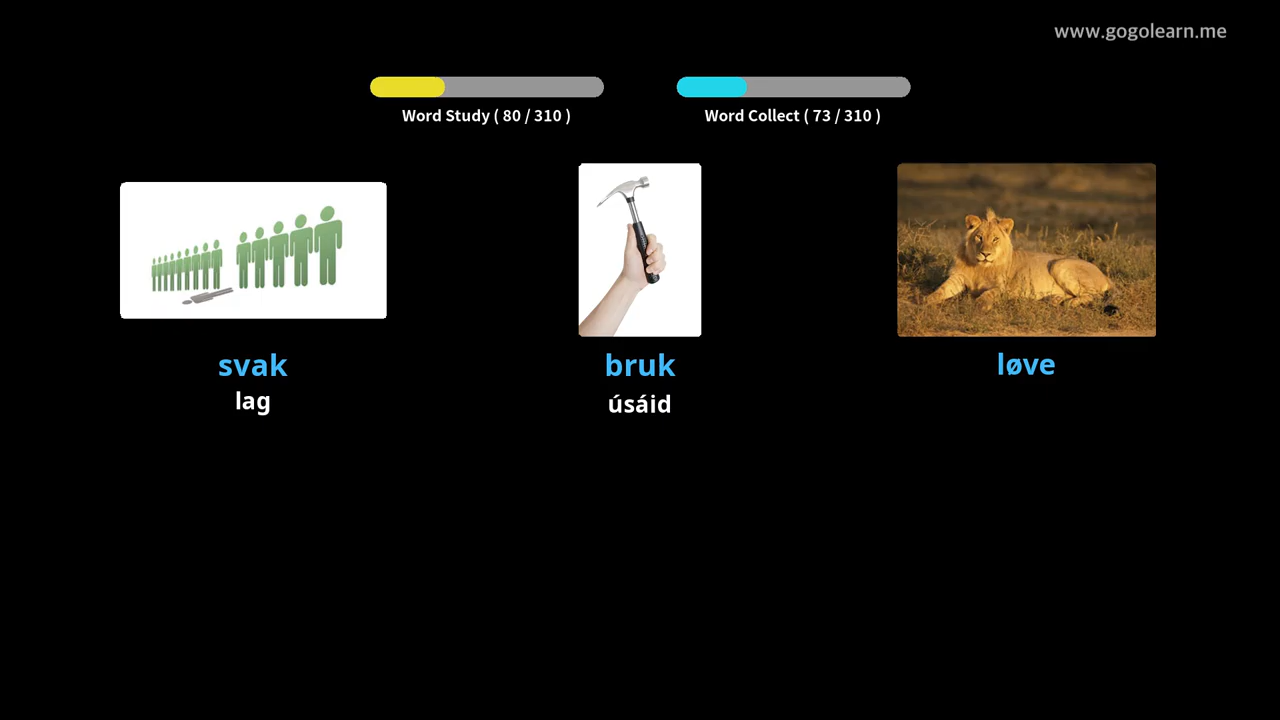 www.gogolearn.me
Word Study ( 80 / 310 )
Word Collect ( 73 / 310 )
svak
lag
bruk
úsáid
løve